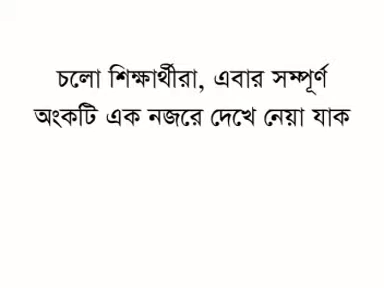 চলো শিক্ষার্থীরা, এবার সম্পূর্ণ
অংকটি এক নজরে দেখে নেয়া যাক